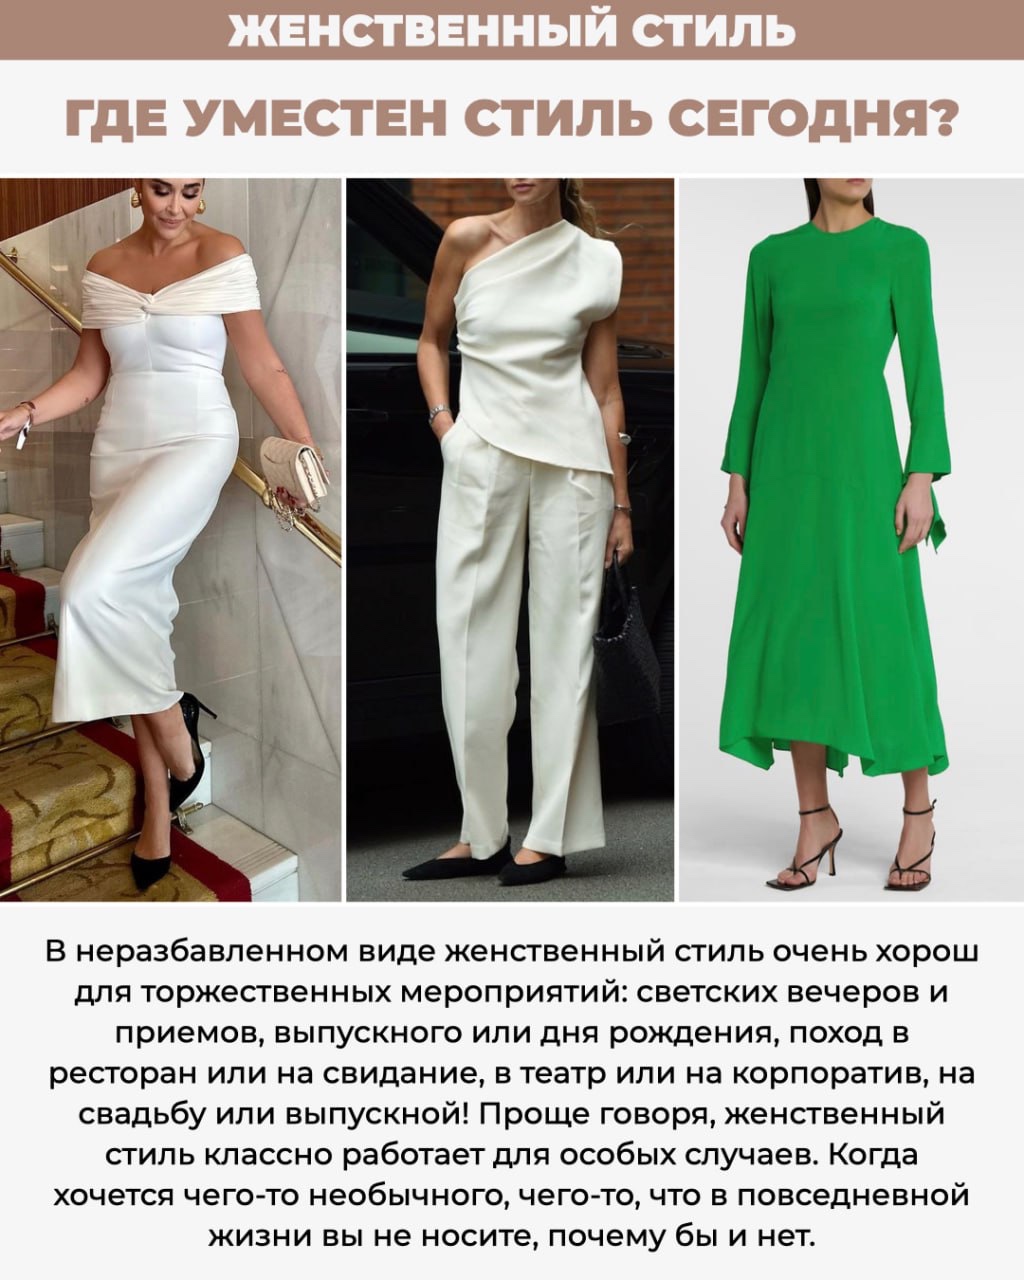 ЖЕНСТВЕННЫЙ СТИЛЬ
ГДЕ УМЕСТЕН СТИЛЬ СЕГОДНЯ?
В неразбавленном виде женственный стиль очень хорош
для торжественных мероприятий: светских вечеров и
приемов, выпускного или дня рождения, поход в
ресторан или на свидание, в театр или на корпоратив, на
свадьбу или выпускной! Проще говоря, женственный
стиль классно работает для особых случаев. Когда
хочется чего-то необычного, чего-то, что в повседневной
жизни вы не носите, почему бы и нет.